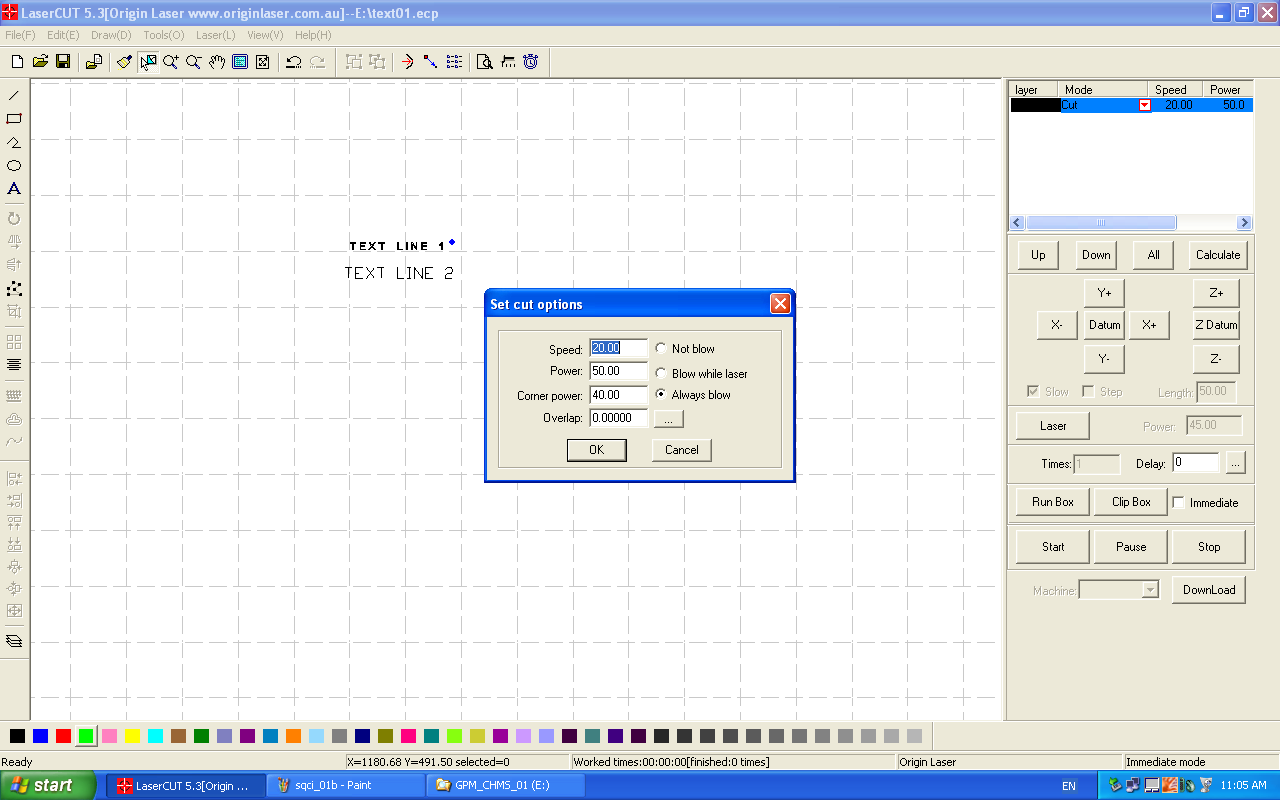 LaserCUT 5.3[Origin Laser www.originlaser.com.au]--E:\text01.ecp
File(F) Edit(E) Draw(D) Tools(O) Laser(L) View(V) Help(H)
layer Mode Speed Power
Cut 20.00 50.0
TEXT LINE 1
TEXT LINE 2
Set cut options
Speed: 20.00 Not blow
Power: 50.00 Blow while laser
Corner power: 40.00 Always blow
Overlap: 0.00000 ...
OK Cancel
Up Down All Calculate
Y+ Z+
X- Datum X+ Z Datum
Y- Z-
Slow Step Length: 50.00
Laser Power: 45.00
Times: 1 Delay: 0 ...
Run Box Clip Box Immediate
Start Pause Stop
Machine: DownLoad
Ready X=1180.68 Y=491.50 selected=0 Worked times:00:00:00[finished:0 times] Origin Laser Immediate mode
start LaserCUT 5.3[Origin ... sqci_01b - Paint GPM_CHMS_01 (E:) EN 11:05 AM